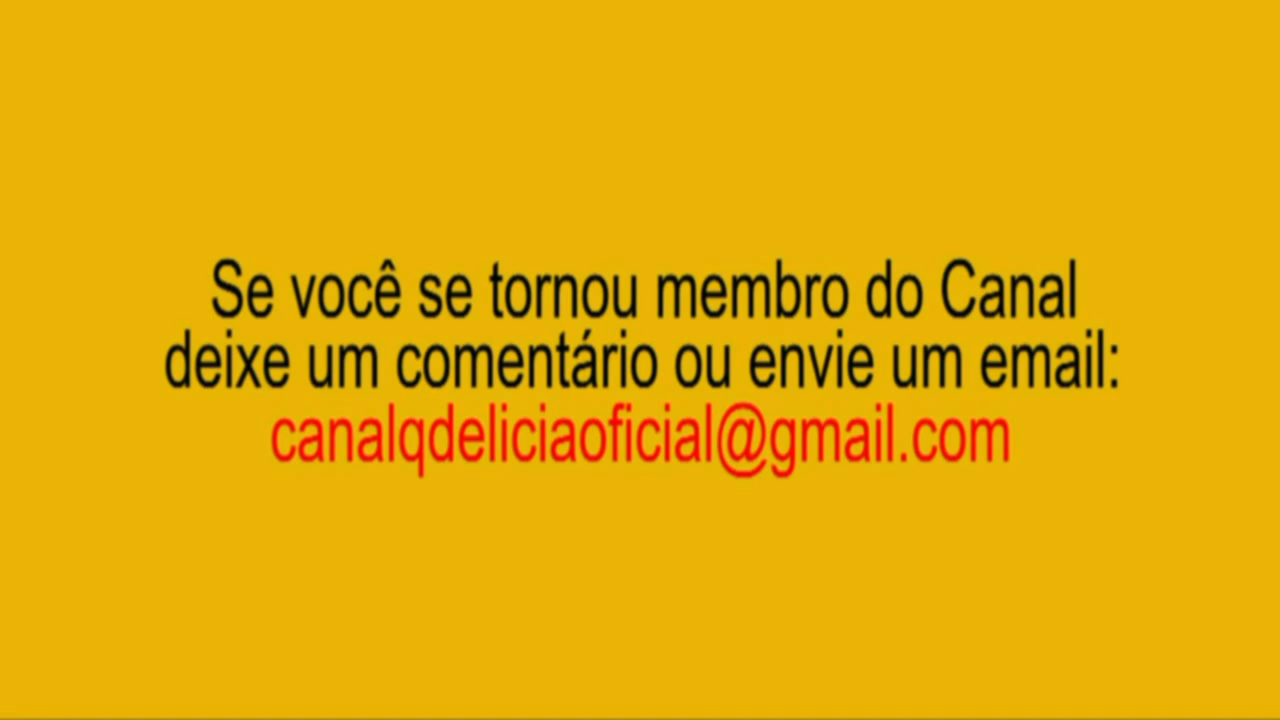 Se você se tornou membro do Canal
deixe um comentário ou envie um email:
canalqdeliciaoficial@gmail.com